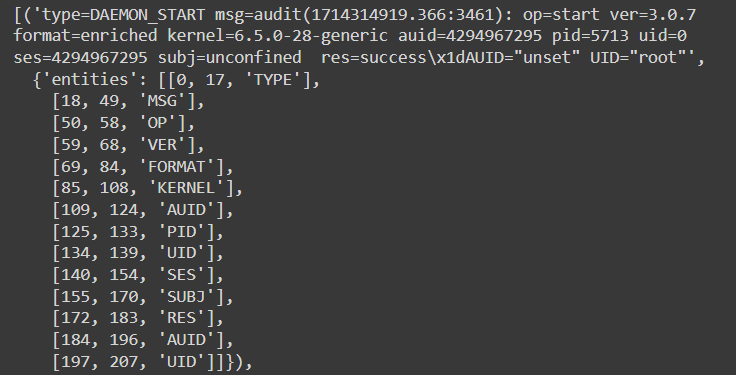 [('type=DAEMON_START msg=audit(1714314919.366:3461): op=start ver=3.0.7
format=enriched kernel=6.5.0-28-generic auid=4294967295 pid=5713 uid=0
ses=4294967295 subj=unconfined  res=success\x1dAUID="unset" UID="root"',
{'entities': [[0, 17, 'TYPE'],
[18, 49, 'MSG'],
[50, 58, 'OP'],
[59, 68, 'VER'],
[69, 84, 'FORMAT'],
[85, 108, 'KERNEL'],
[109, 124, 'AUID'],
[125, 133, 'PID'],
[134, 139, 'UID'],
[140, 154, 'SES'],
[155, 170, 'SUBJ'],
[172, 183, 'RES'],
[184, 196, 'AUID'],
[197, 207, 'UID']]}),